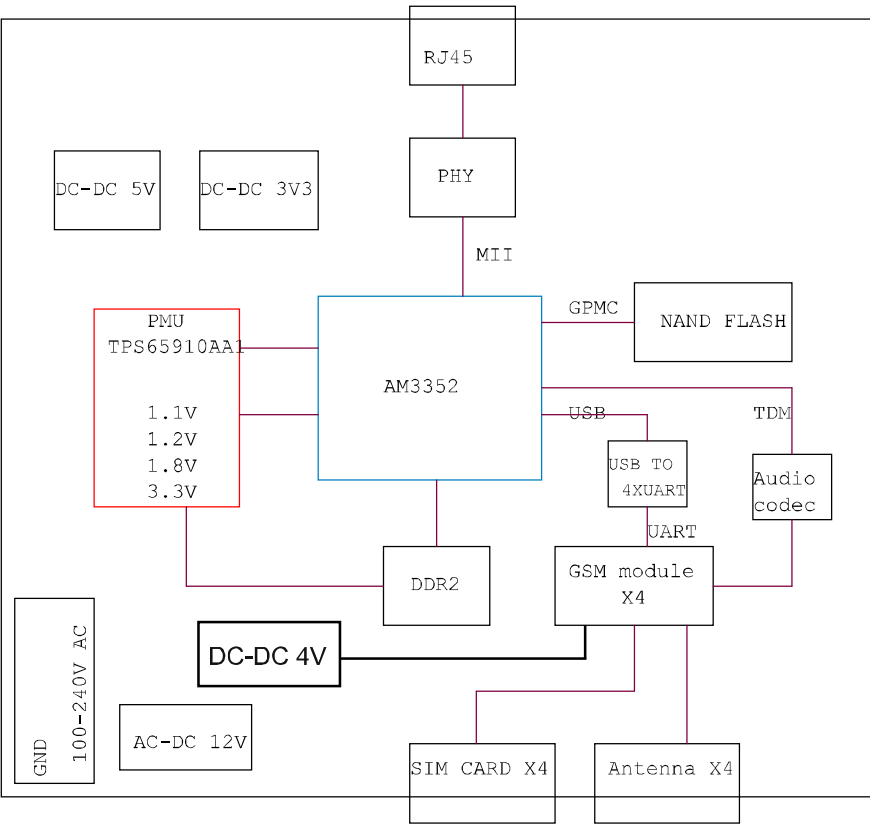 RJ45
PHY
DC-DC 5V
DC-DC 3V3
MII
GPMC
NAND FLASH
PMU
TPS65910AA1
1.1V
1.2V
1.8V
3.3V
AM3352
USB
TDM
USB TO
4XUART
Audio
codec
UART
GSM module
X4
DDR2
DC-DC 4V
GND
100-240V AC
AC-DC 12V
SIM CARD X4
Antenna X4